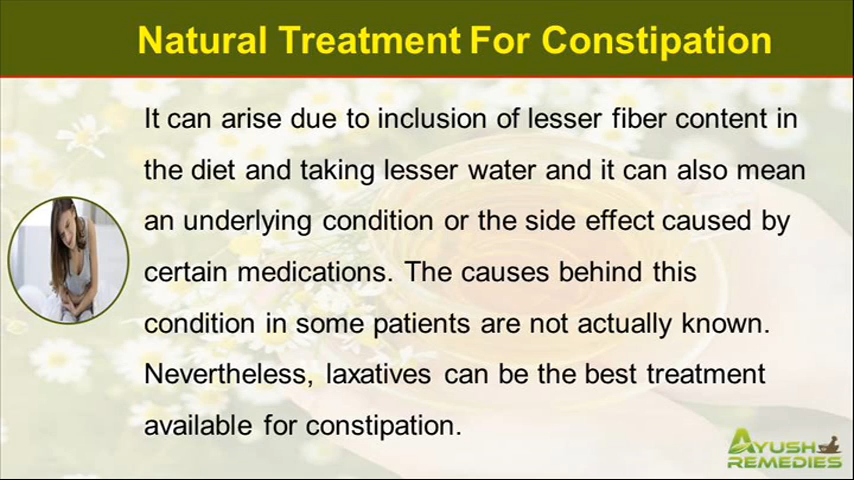 Natural Treatment For Constipation
It can arise due to inclusion of lesser fiber content in
the diet and taking lesser water and it can also mean
an underlying condition or the side effect caused by
certain medications. The causes behind this
condition in some patients are not actually known.
Nevertheless, laxatives can be the best treatment
available for constipation.
AYUSH
REMEDIES